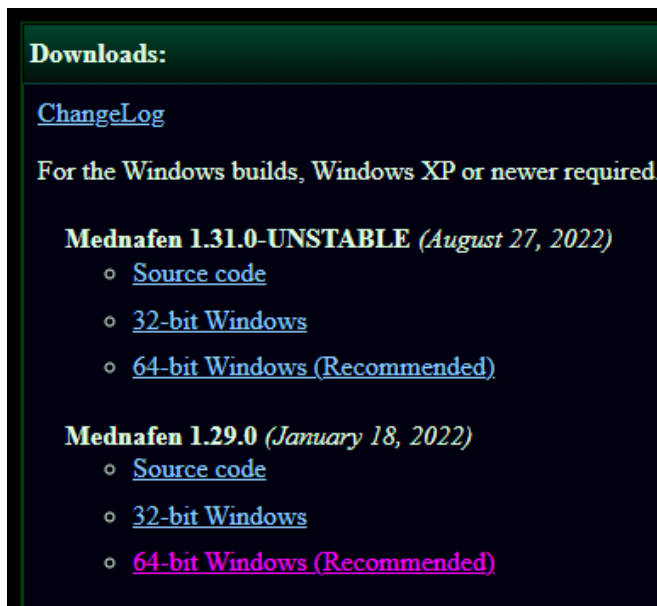 Downloads:
ChangeLog
For the Windows builds, Windows XP or newer required.
Mednafen 1.31.0-UNSTABLE (August 27, 2022)
Source code
32-bit Windows
64-bit Windows (Recommended)
Mednafen 1.29.0 (January 18, 2022)
Source code
32-bit Windows
64-bit Windows (Recommended)